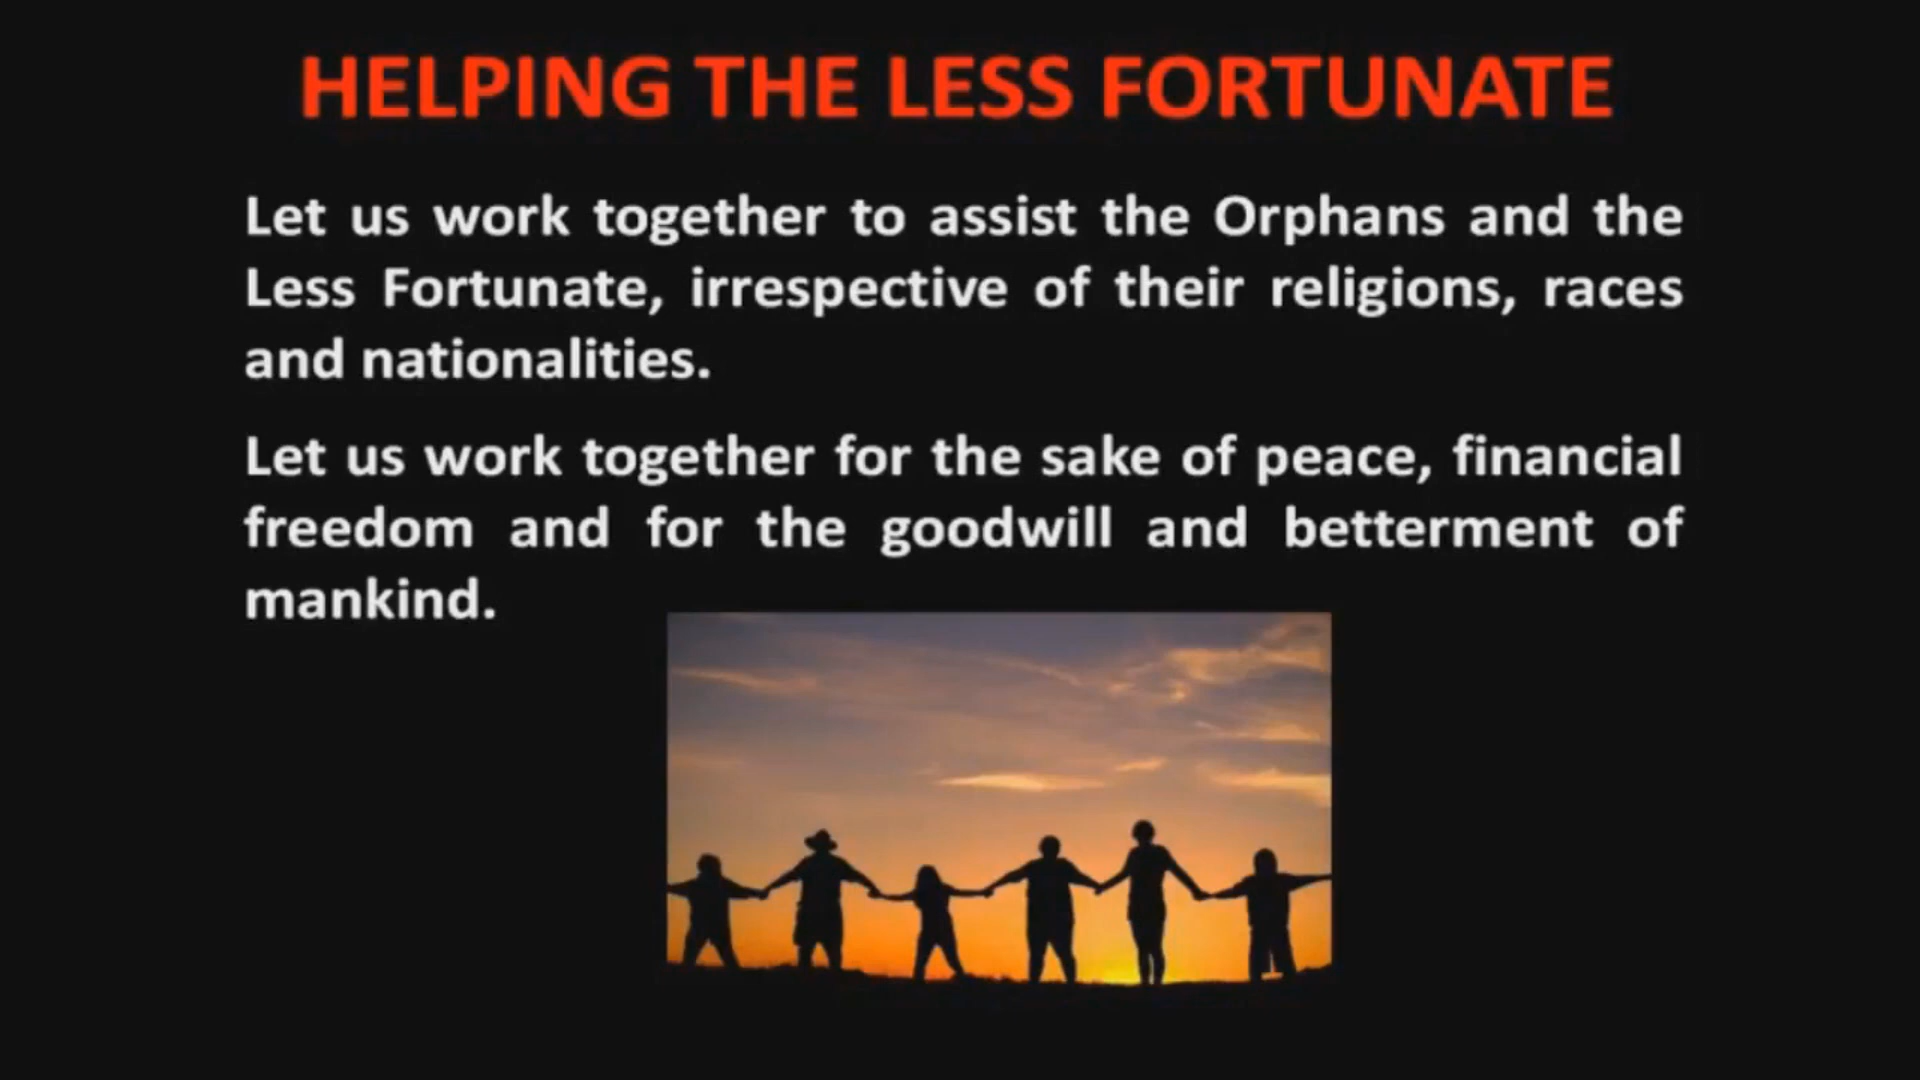 HELPING THE LESS FORTUNATE
Let us work together to assist the Orphans and the
Less Fortunate, irrespective of their religions, races
and nationalities.
Let us work together for the sake of peace, financial
freedom and for the goodwill and betterment of
mankind.